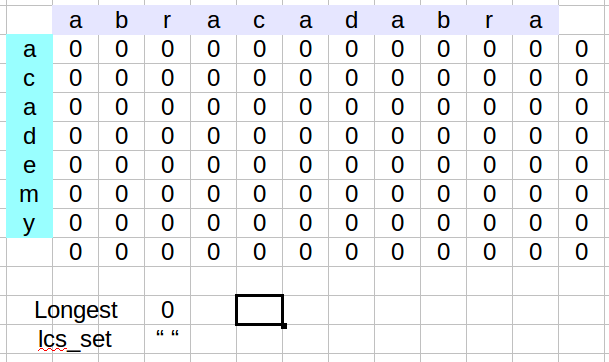 a b r a c a d a b r a
a 0 0 0 0 0 0 0 0 0 0 0 0
c 0 0 0 0 0 0 0 0 0 0 0 0
a 0 0 0 0 0 0 0 0 0 0 0 0
d 0 0 0 0 0 0 0 0 0 0 0 0
e 0 0 0 0 0 0 0 0 0 0 0 0
m 0 0 0 0 0 0 0 0 0 0 0 0
y 0 0 0 0 0 0 0 0 0 0 0 0
0 0 0 0 0 0 0 0 0 0 0 0
Longest 0
lcs_set “ “